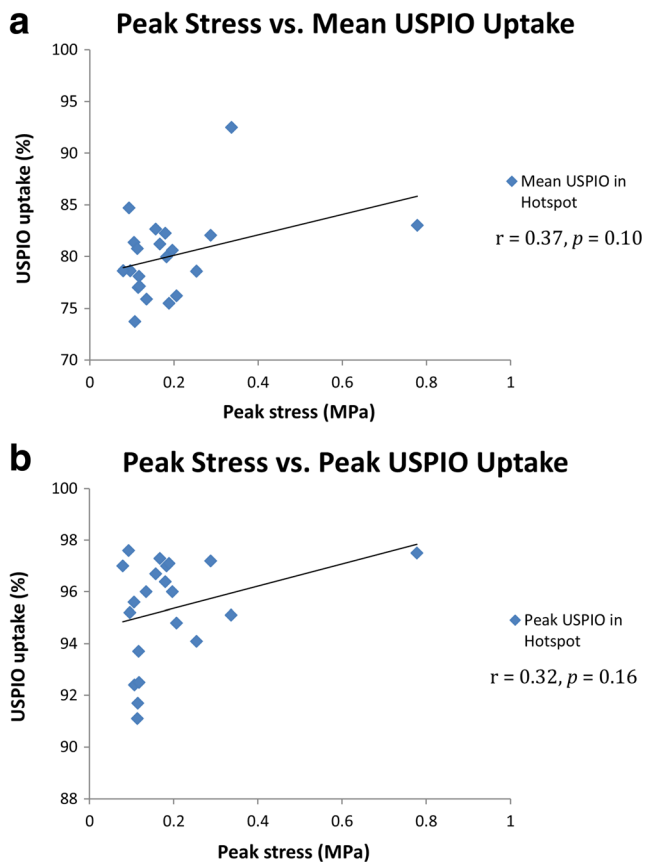 a
Peak Stress vs. Mean USPIO Uptake
100
95
90
85
80
75
70
USPIO uptake (%)
0
0.2
0.4
0.6
0.8
1
Peak stress (MPa)
Mean USPIO in
Hotspot
r = 0.37, p = 0.10
b
Peak Stress vs. Peak USPIO Uptake
100
98
96
94
92
90
88
USPIO uptake (%)
0
0.2
0.4
0.6
0.8
1
Peak stress (MPa)
Peak USPIO in
Hotspot
r = 0.32, p = 0.16